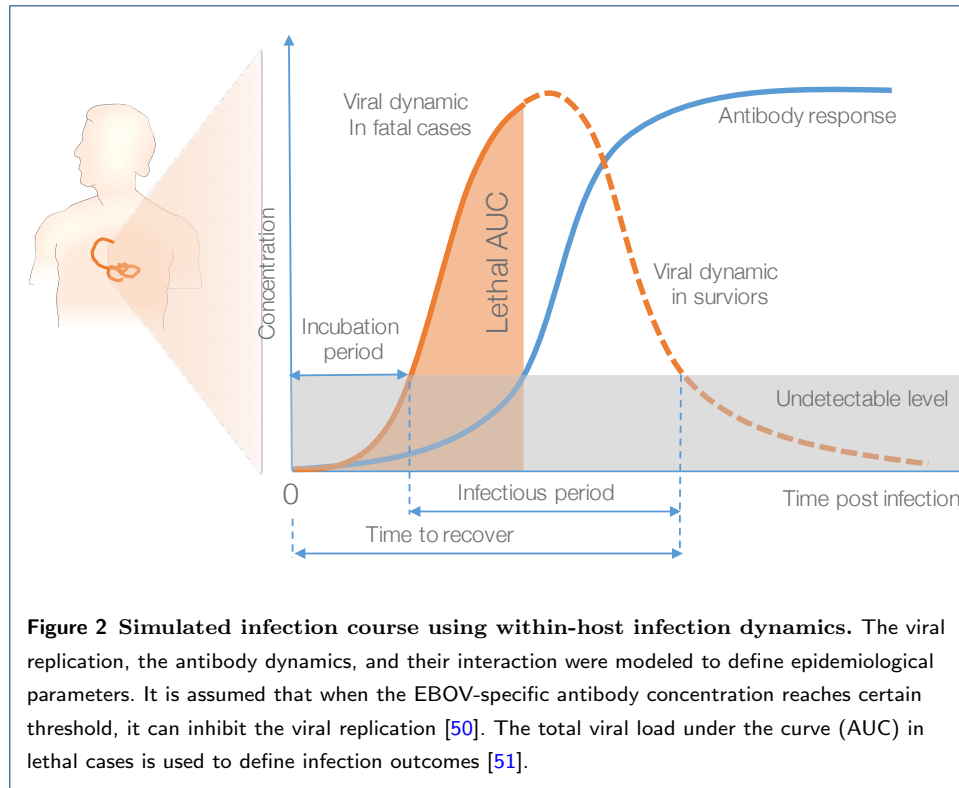 Viral dynamic
In fatal cases
Antibody response
Lethal AUC
Concentration
Viral dynamic
in surviors
Incubation
period
Undetectable level
0
Infectious period
Time post infection
Time to recover
Figure 2 Simulated infection course using within-host infection dynamics. The viral
replication, the antibody dynamics, and their interaction were modeled to define epidemiological
parameters. It is assumed that when the EBOV-specific antibody concentration reaches certain
threshold, it can inhibit the viral replication [50]. The total viral load under the curve (AUC) in
lethal cases is used to define infection outcomes [51].